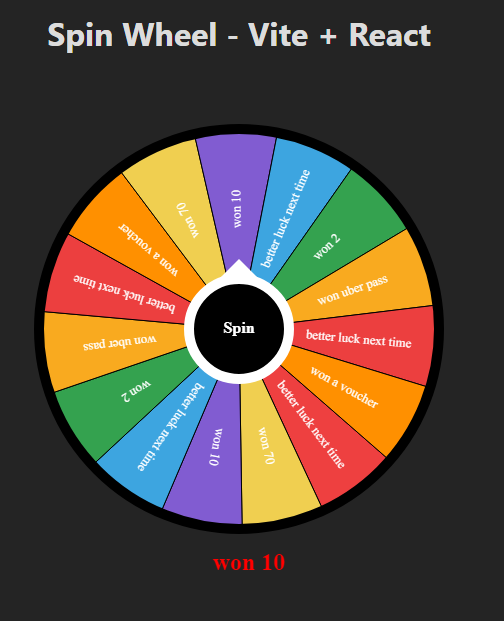 Spin Wheel - Vite + React
won 10
better luck next time
won 2
won uber pass
better luck next time
won a voucher
better luck next time
won 70
won 10
better luck next time
won 2
won uber pass
better luck next time
won a voucher
won 70
Spin
won 10